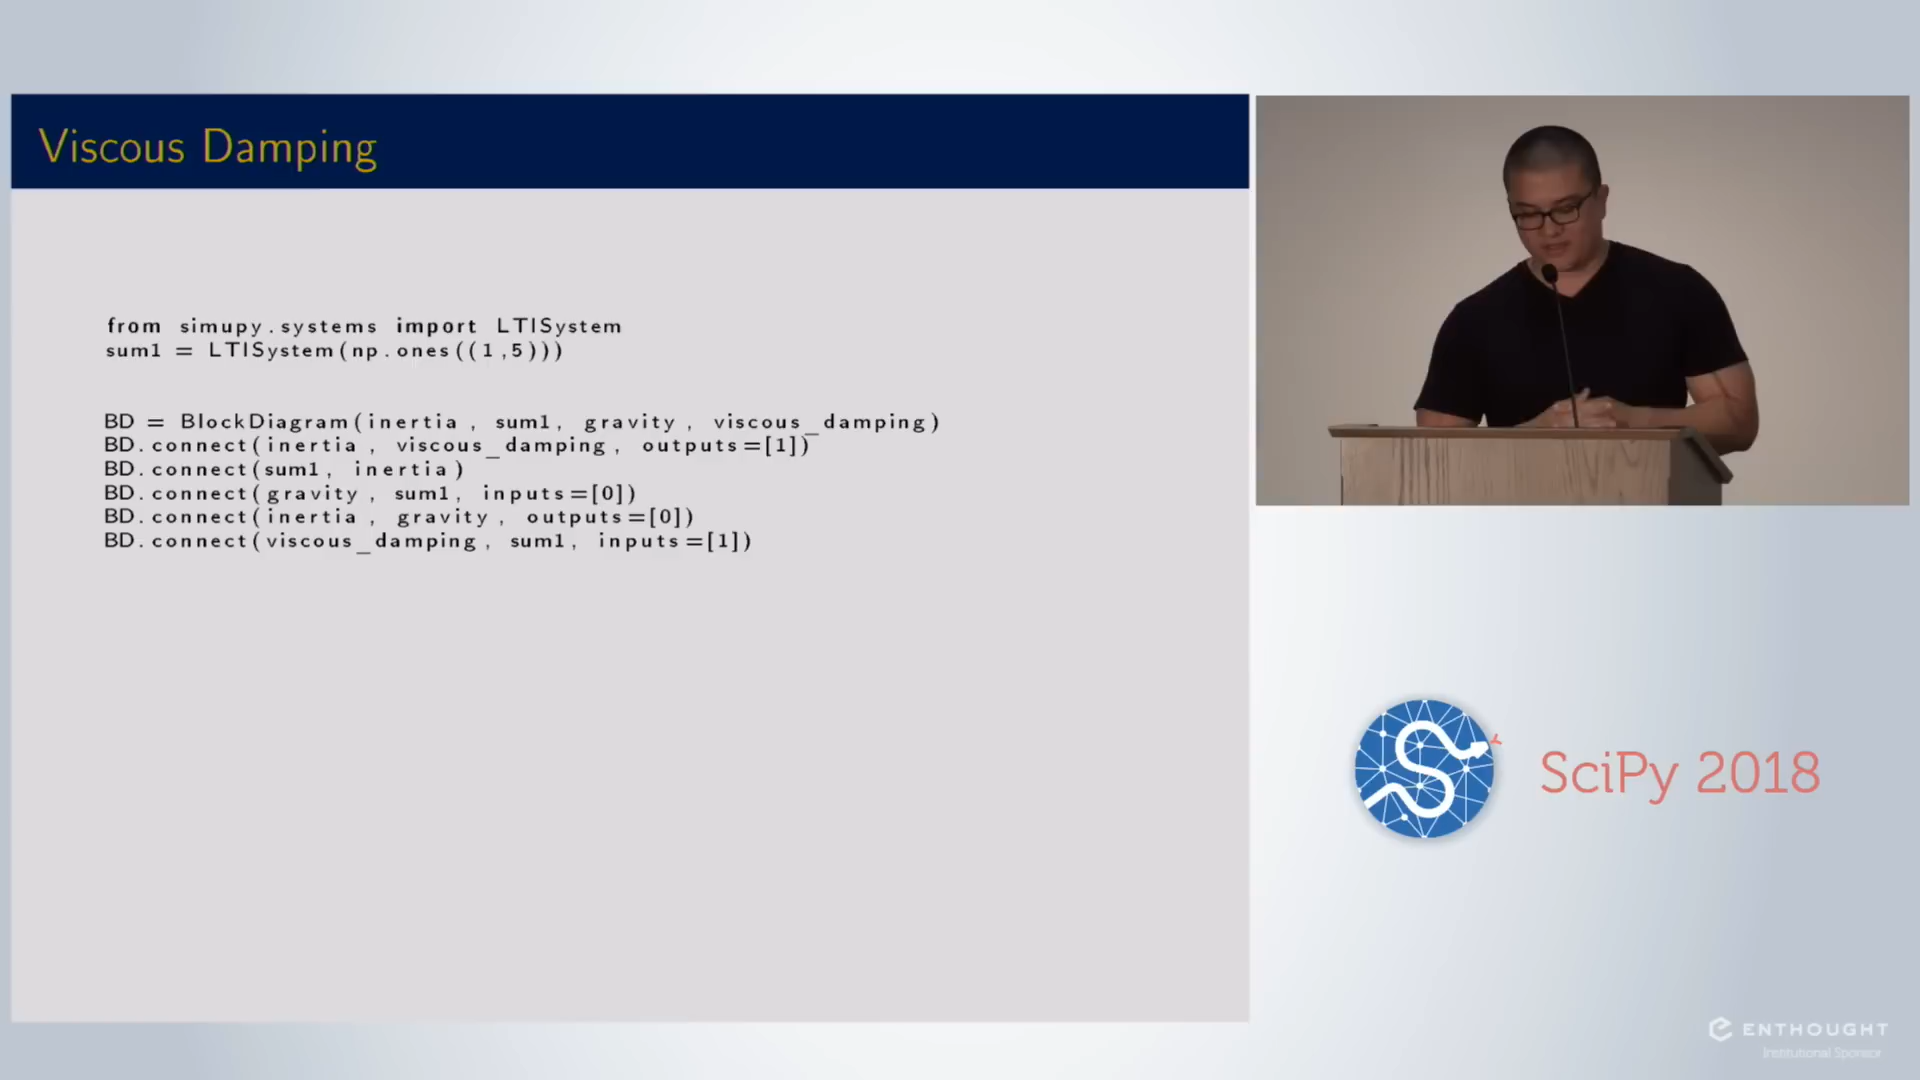 Viscous Damping
from simupy.systems import LTISystem
sum1 = LTISystem(np.ones((1,5)))
BD = BlockDiagram(inertia, sum1, gravity, viscous_damping)
BD.connect(inertia, viscous_damping, outputs=[1])
BD.connect(sum1, inertia)
BD.connect(gravity, sum1, inputs=[0])
BD.connect(inertia, gravity, outputs=[0])
BD.connect(viscous_damping, sum1, inputs=[1])
SciPy 2018
ENTHOUGHT
Institutional Sponsor